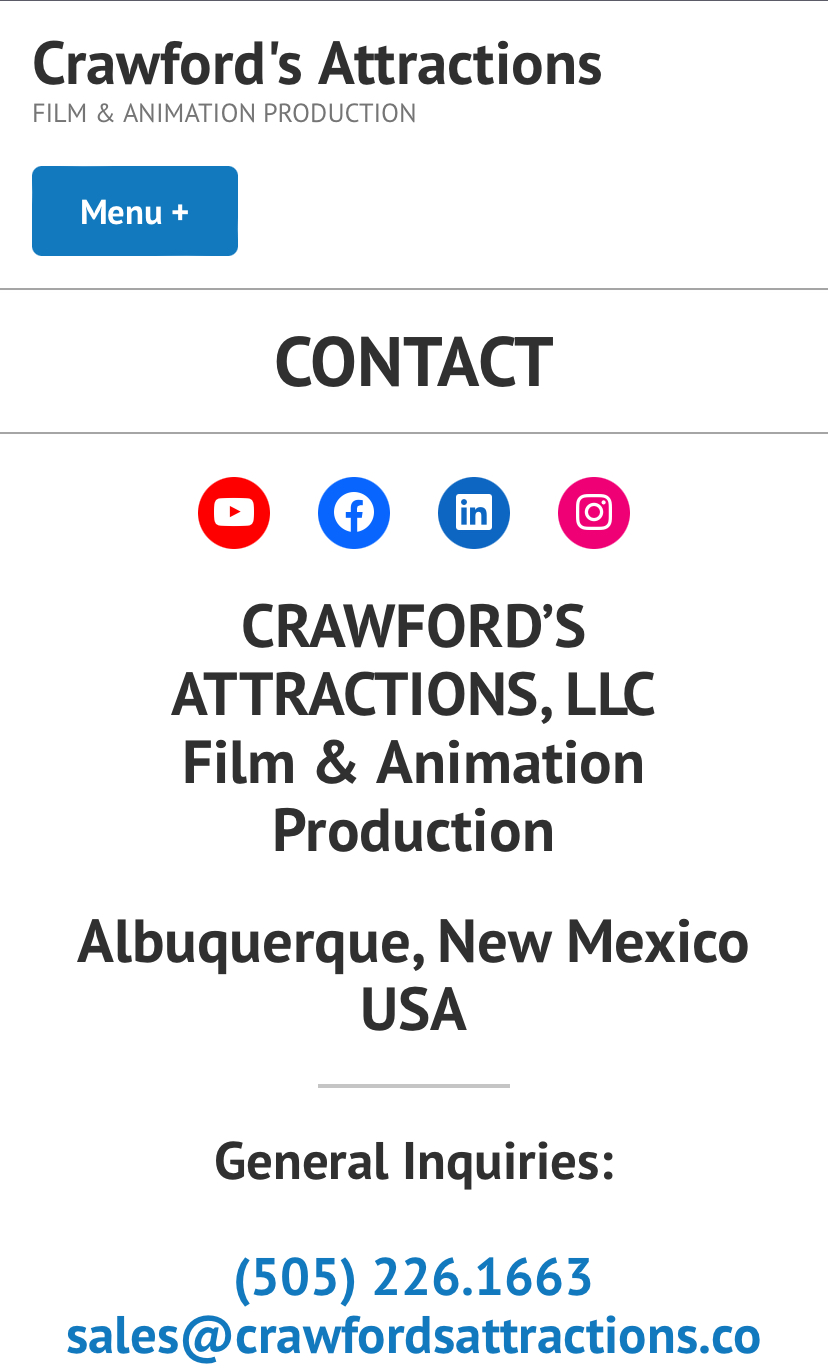 Crawford's Attractions
FILM & ANIMATION PRODUCTION
Menu +
CONTACT
CRAWFORD’S
ATTRACTIONS, LLC
Film & Animation
Production
Albuquerque, New Mexico
USA
General Inquiries:
(505) 226.1663
sales@crawfordsattractions.co